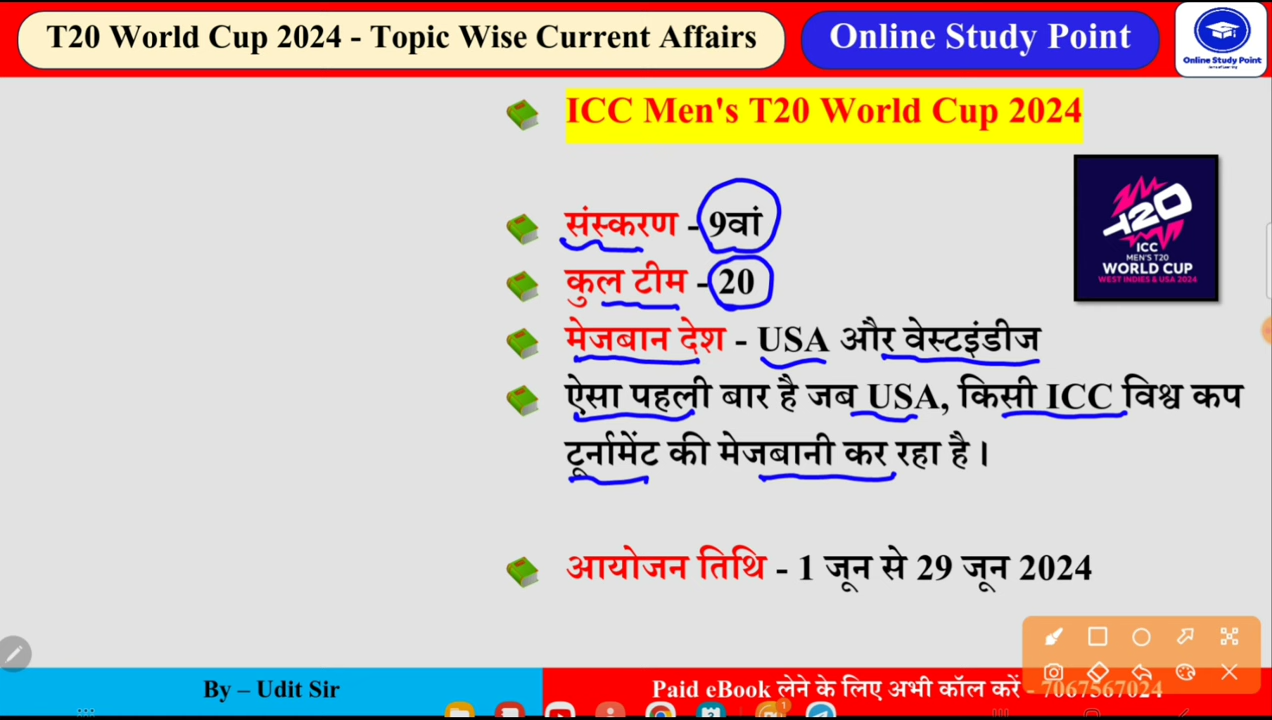 T20 World Cup 2024 - Topic Wise Current Affairs
Online Study Point
Online Study Point
ICC Men's T20 World Cup 2024
संस्करण - 9वां
कुल टीम - 20
मेजबान देश - USA और वेस्टइंडीज
ऐसा पहली बार है जब USA, किसी ICC विश्व कप
टूर्नामेंट की मेजबानी कर रहा है।
T20
ICC
MEN'S T20
WORLD CUP
WEST INDIES & USA 2024
आयोजन तिथि - 1 जून से 29 जून 2024
By – Udit Sir
Paid eBook लेने के लिए अभी कॉल करें - 7067567024